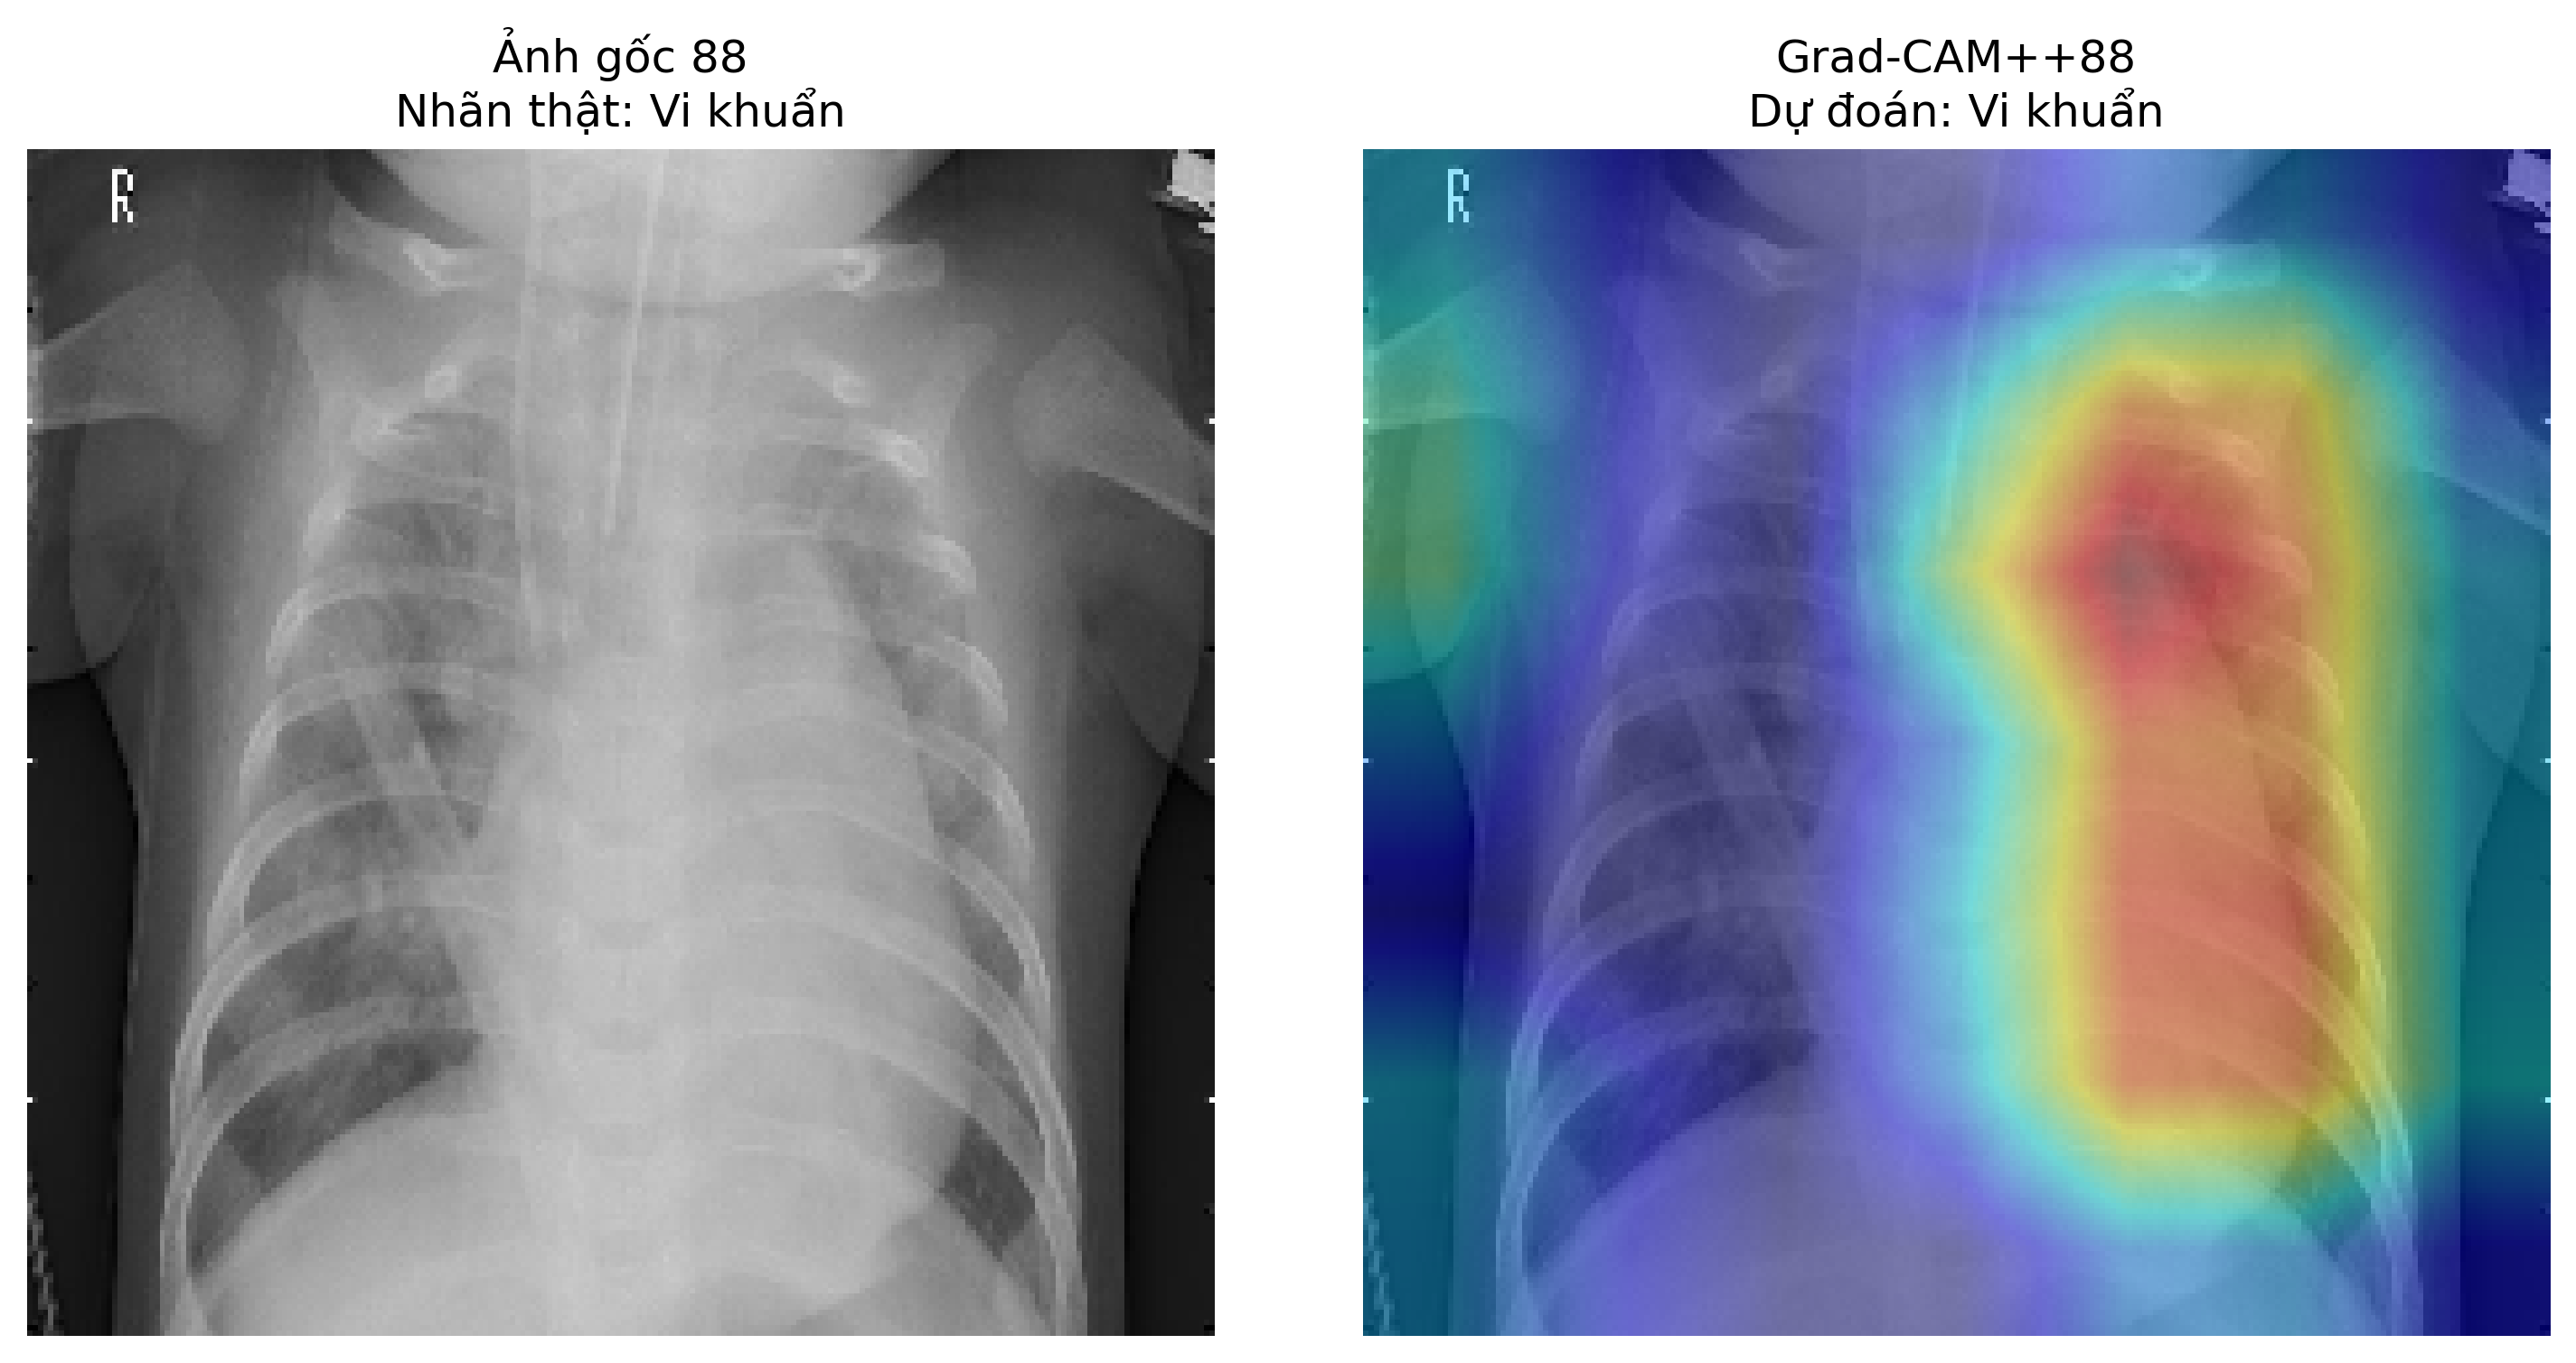 Ảnh gốc 88
Nhãn thật: Vi khuẩn
R
Grad-CAM++88
Dự đoán: Vi khuẩn
R